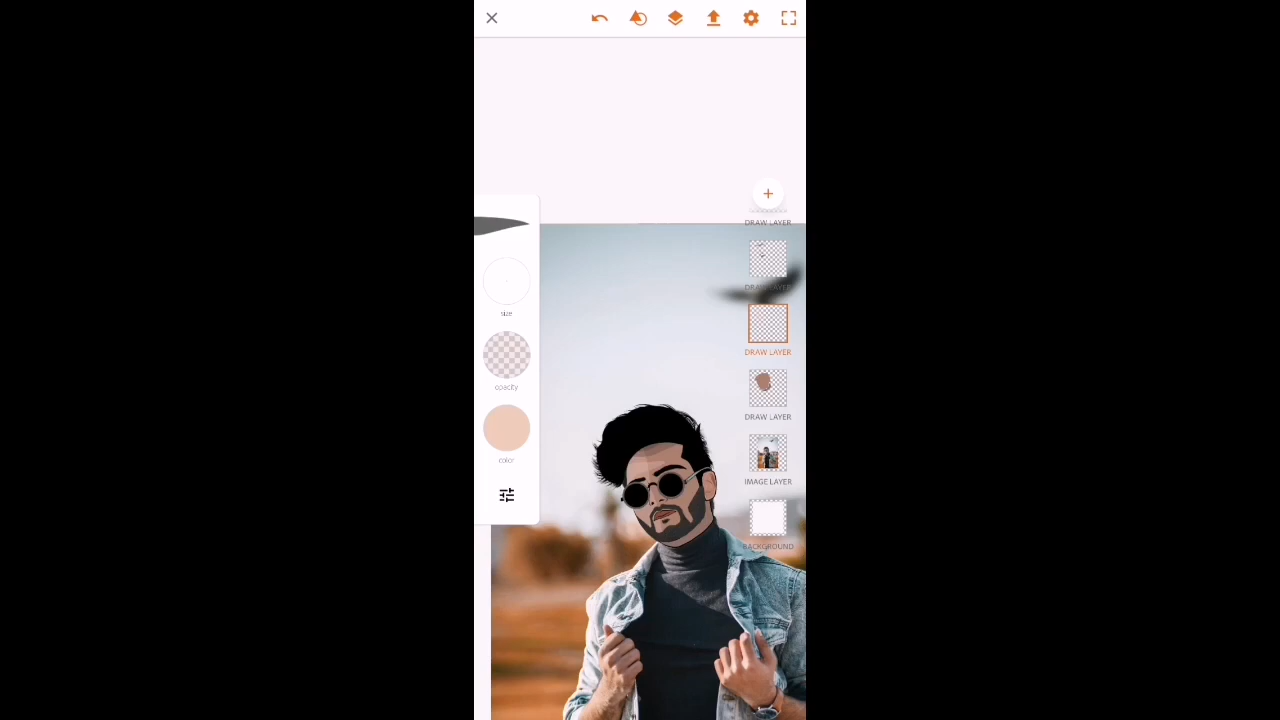 DRAW LAYER
DRAW LAYER
size
DRAW LAYER
opacity
DRAW LAYER
color
IMAGE LAYER
BACKGROUND